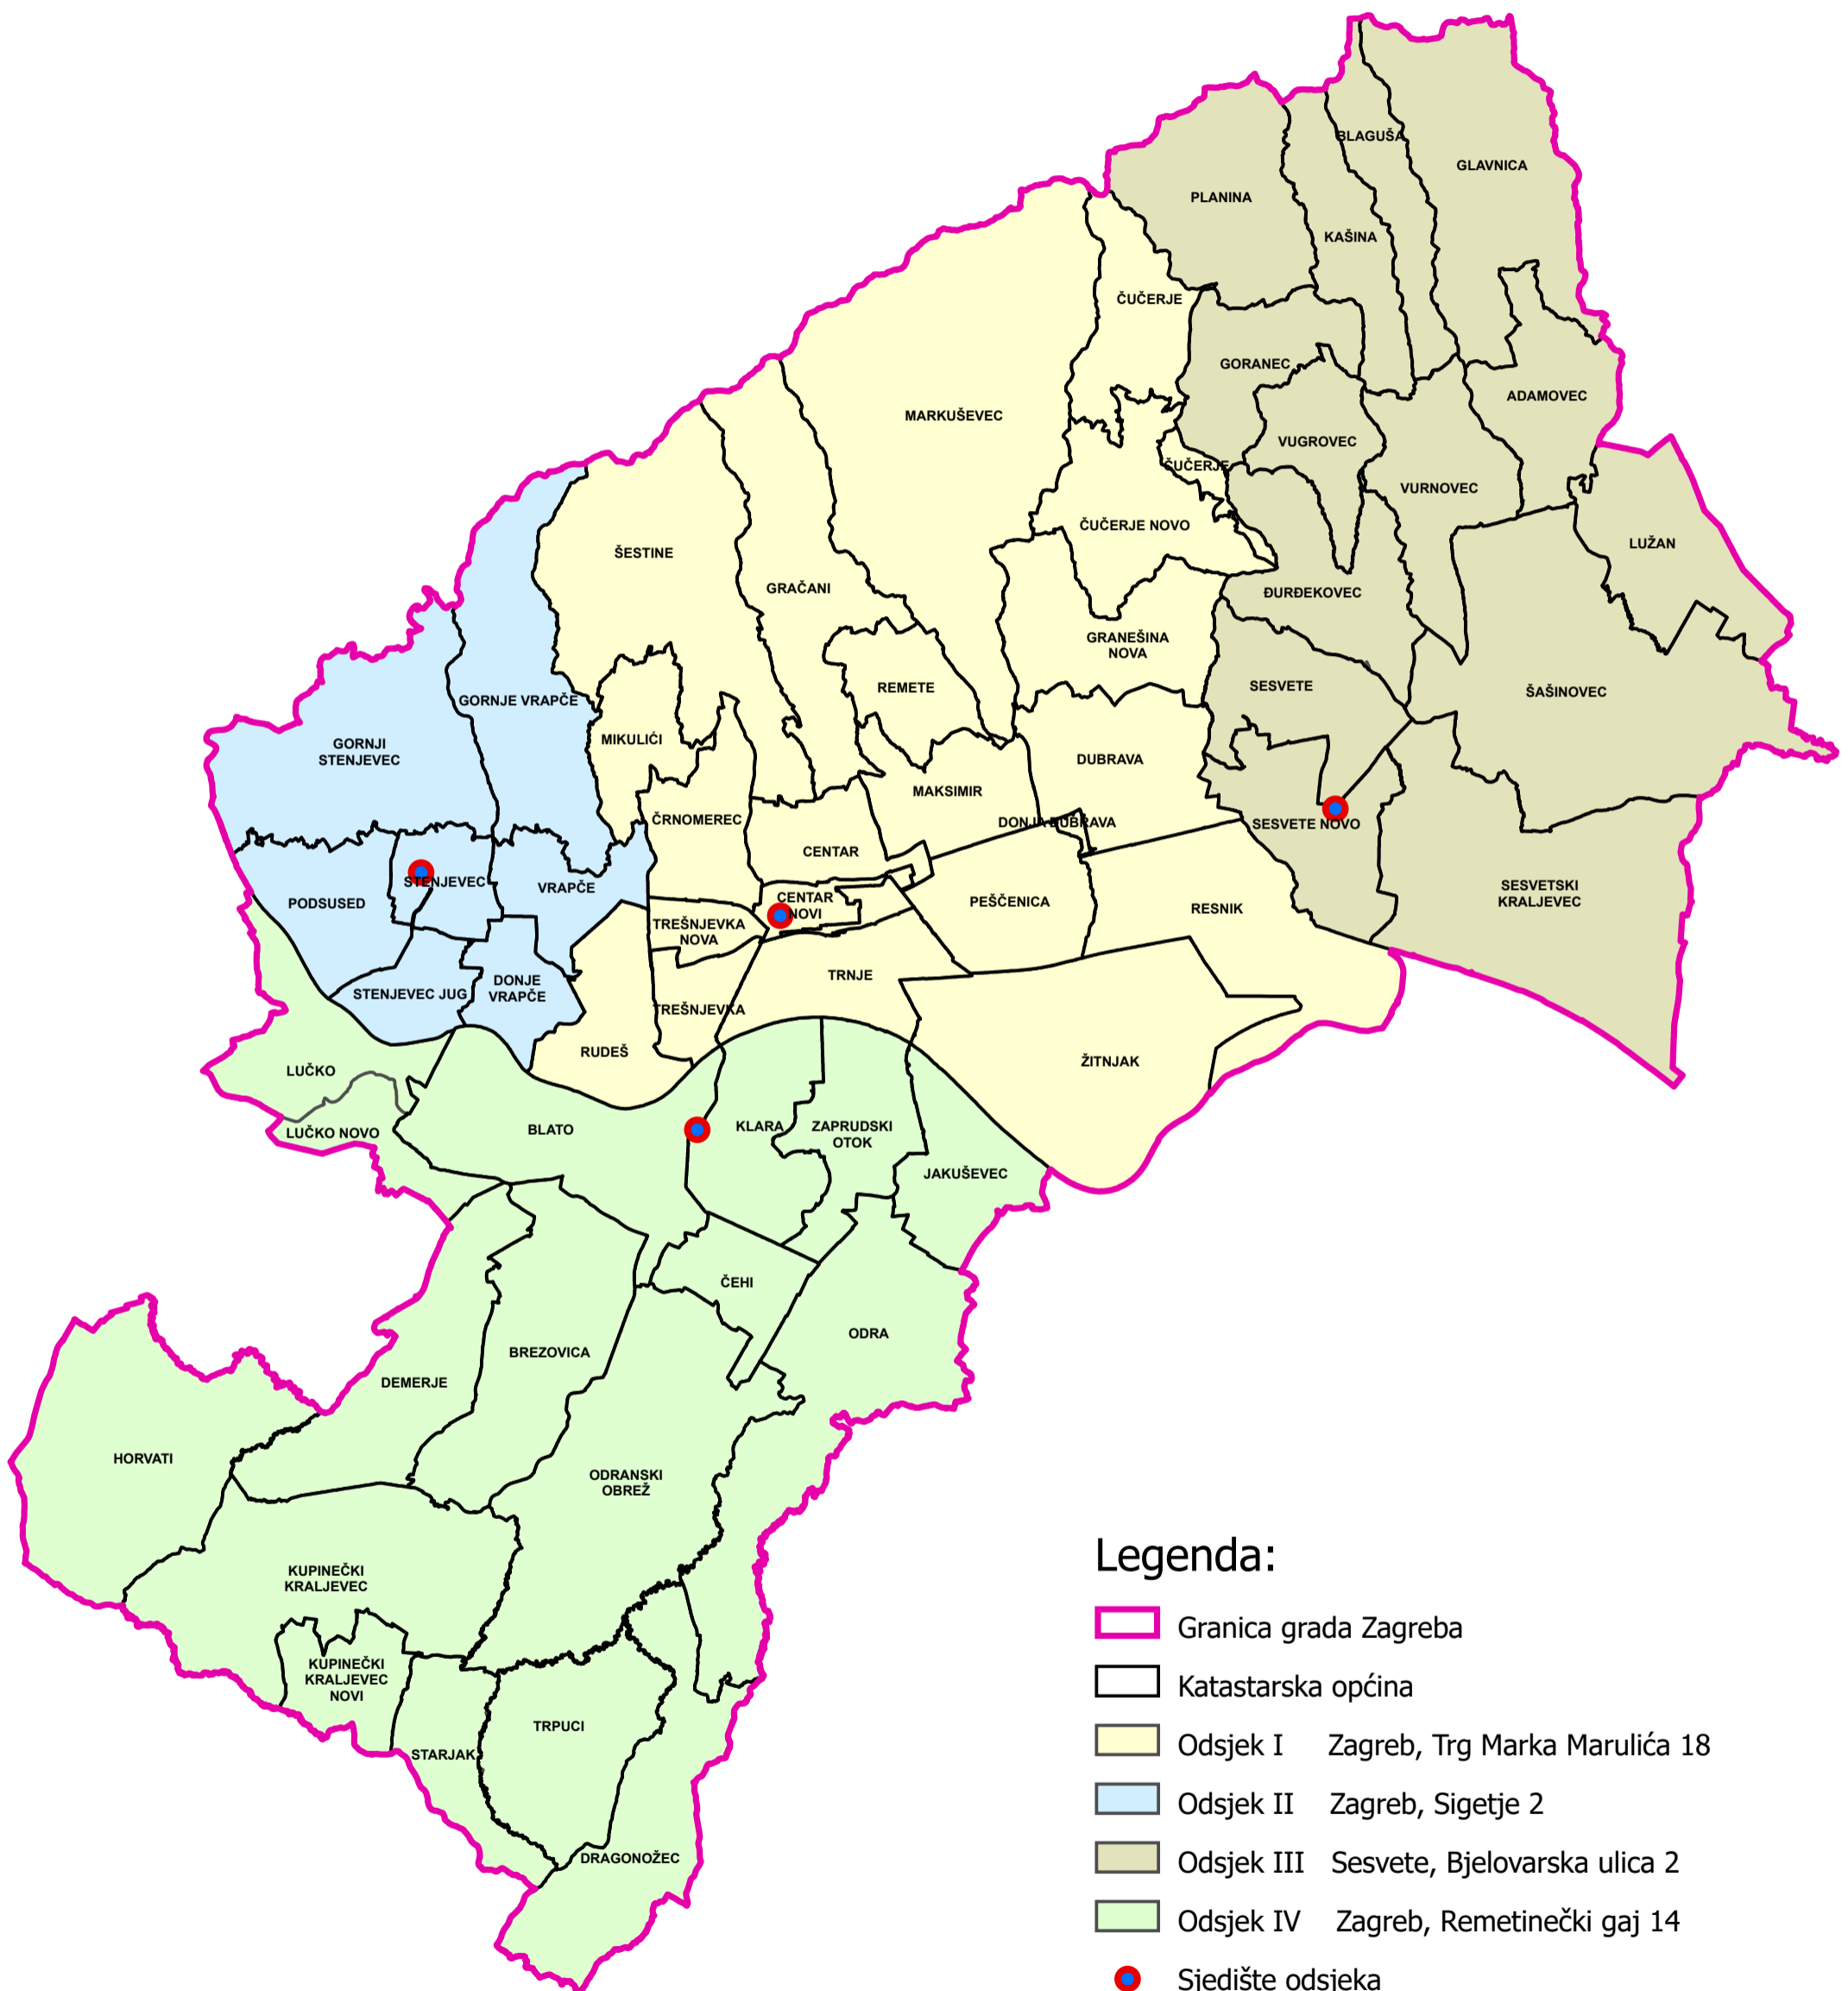 BLAGUŠA
GLAVNICA
PLANINA
KAŠINA
ČUČERJE
GORANEC
ADAMOVEC
MARKUŠEVEC
VUGROVEC
ČUČERJE
VURNOVEC
ČUČERJE NOVO
LUŽAN
ŠESTINE
GRAČANI
ĐURĐEKOVEC
GRANEŠINA
NOVA
REMETE
SESVETE
ŠAŠINOVEC
GORNJE VRAPČE
MIKULIĆI
GORNJI
STENJEVEC
DUBRAVA
MAKSIMIR
ČRNOMEREC
DONJA DUBRAVA
SESVETE NOVO
CENTAR
STENJEVEC
VRAPČE
PODSUSED
CENTAR
NOVI
PEŠČENICA
RESNIK
SESVETSKI
KRALJEVEC
TREŠNJEVKA
NOVA
TRNJE
STENJEVEC JUG
DONJE
VRAPČE
TREŠNJEVKA
RUDEŠ
ŽITNJAK
LUČKO
LUČKO NOVO
BLATO
KLARA
ZAPRUDSKI
OTOK
JAKUŠEVEC
ČEHI
ODRA
BREZOVICA
DEMERJE
HORVATI
ODRANSKI
OBREŽ
KUPINEČKI
KRALJEVEC
KUPINEČKI
KRALJEVEC
NOVI
TRPUCI
STARJAK
DRAGONOŽEC
Legenda:
Granica grada Zagreba
Katastarska općina
Odsjek I Zagreb, Trg Marka Marulića 18
Odsjek II Zagreb, Sigetje 2
Odsjek III Sesvete, Bjelovarska ulica 2
Odsjek IV Zagreb, Remetinečki gaj 14
Sjedište odsjeka